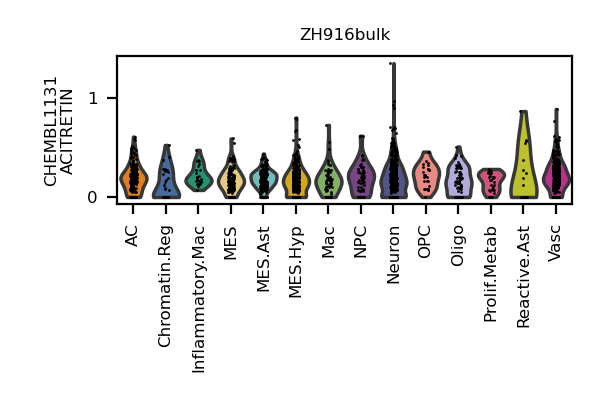 ZH916bulk
CHEMBL1131
ACITRETIN
1
0
AC
Chromatin.Reg
Inflammatory.Mac
MES
MES.Ast
MES.Hyp
Mac
NPC
Neuron
OPC
Oligo
Prolif.Metab
Reactive.Ast
Vasc